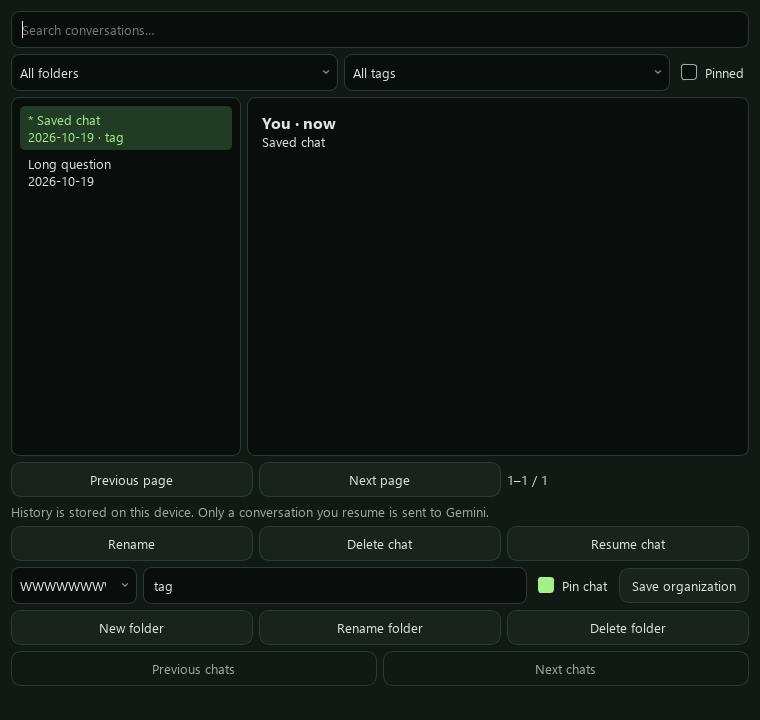 Search conversations...
All folders
All tags
Pinned
* Saved chat
2026-10-19 · tag
Long question
2026-10-19
You · now
Saved chat
Previous page
Next page
1–1 / 1
History is stored on this device. Only a conversation you resume is sent to Gemini.
Rename
Delete chat
Resume chat
tag
Pin chat
Save organization
New folder
Rename folder
Delete folder
Previous chats
Next chats